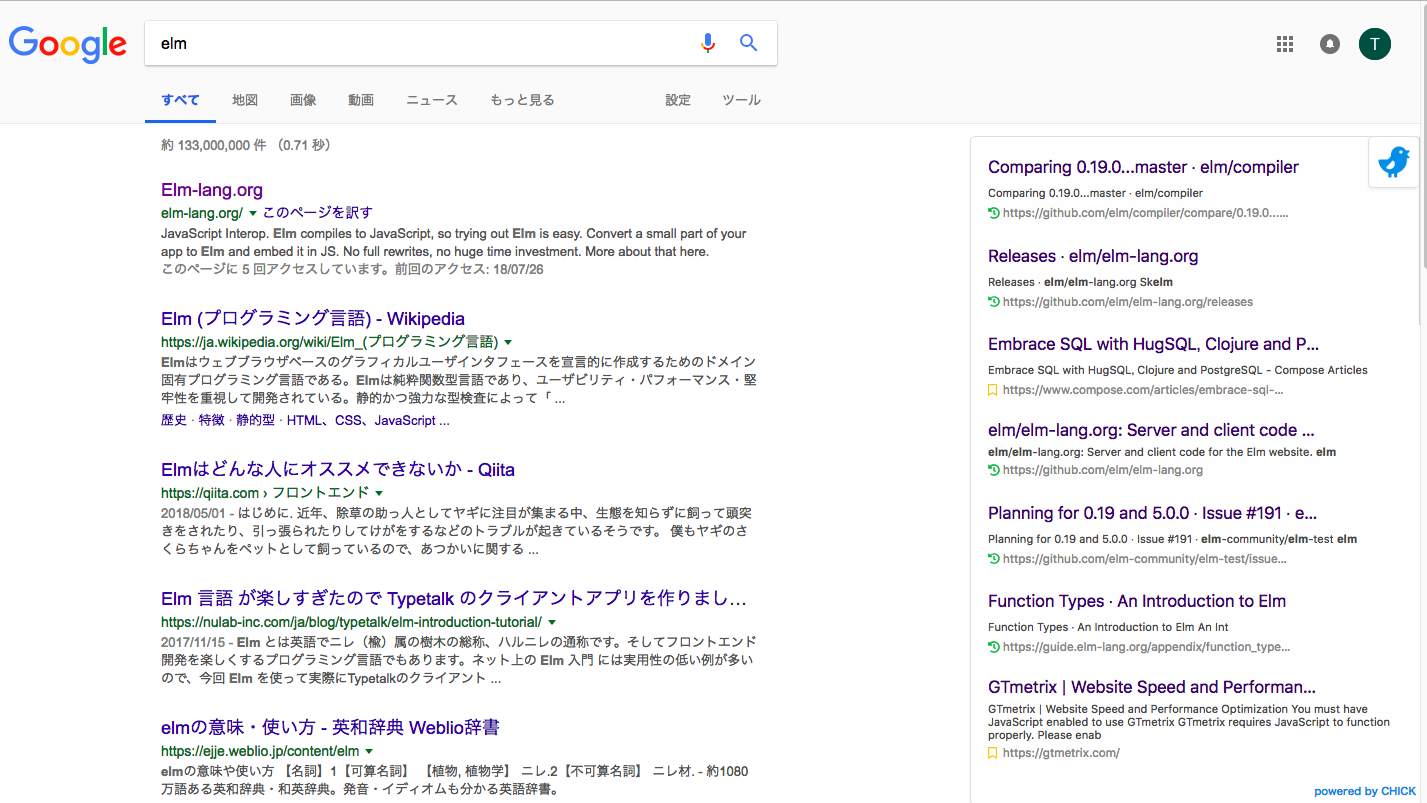 Google
elm
T
すべて 地図 画像 動画 ニュース もっと見る 設定 ツール
約 133,000,000 件 （0.71 秒）
Elm-lang.org
elm-lang.org/ ▼ このページを訳す
JavaScript Interop. Elm compiles to JavaScript, so trying out Elm is easy. Convert a small part of your
app to Elm and embed it in JS. No full rewrites, no huge time investment. More about that here.
このページに 5 回アクセスしています。前回のアクセス: 18/07/26
Elm (プログラミング言語) - Wikipedia
https://ja.wikipedia.org/wiki/Elm_(プログラミング言語) ▼
Elmはウェブブラウザベースのグラフィカルユーザインタフェースを宣言的に作成するためのドメイン
固有プログラミング言語である。Elmは純粋関数型言語であり、ユーザビリティ・パフォーマンス・堅
牢性を重視して開発されている。静的かつ強力な型検査によって「 ...
歴史 · 特徴 · 静的型 · HTML、CSS、JavaScript ...
Elmはどんな人にオススメできないか - Qiita
https://qiita.com › フロントエンド ▼
2018/05/01 - はじめに. 近年、除草の助っ人としてヤギに注目が集まる中、生態を知らずに飼って頭突
きをされたり、引っ張られたりしてけがをするなどのトラブルが起きているそうです。 僕もヤギのさ
くらちゃんをペットとして飼っているので、あつかいに関する ...
Elm 言語 が楽しすぎたので Typetalk のクライアントアプリを作りまし…
https://nulab-inc.com/ja/blog/typetalk/elm-introduction-tutorial/ ▼
2017/11/15 - Elm とは英語でニレ（楡）属の樹木の総称、ハルニレの通称です。そしてフロントエンド
開発を楽しくするプログラミング言語でもあります。ネット上の Elm 入門 には実用性の低い例が多い
ので、今回 Elm を使って実際にTypetalkのクライアント ...
elmの意味・使い方 - 英和辞典 Weblio辞書
https://ejje.weblio.jp/content/elm ▼
elmの意味や使い方 【名詞】1【可算名詞】 【植物, 植物学】 ニレ.2【不可算名詞】 ニレ材. - 約1080
万語ある英和辞典・和英辞典。発音・イディオムも分かる英語辞書。
Comparing 0.19.0...master · elm/compiler
Comparing 0.19.0...master · elm/compiler
https://github.com/elm/compiler/compare/0.19.0......
Releases · elm/elm-lang.org
Releases · elm/elm-lang.org Skelm
https://github.com/elm/elm-lang.org/releases
Embrace SQL with HugSQL, Clojure and P...
Embrace SQL with HugSQL, Clojure and PostgreSQL - Compose Articles
https://www.compose.com/articles/embrace-sql-...
elm/elm-lang.org: Server and client code ...
elm/elm-lang.org: Server and client code for the Elm website. elm
https://github.com/elm/elm-lang.org
Planning for 0.19 and 5.0.0 · Issue #191 · e...
Planning for 0.19 and 5.0.0 · Issue #191 · elm-community/elm-test elm
https://github.com/elm-community/elm-test/issue...
Function Types · An Introduction to Elm
Function Types · An Introduction to Elm An Int
https://guide.elm-lang.org/appendix/function_type...
GTmetrix | Website Speed and Performan...
GTmetrix | Website Speed and Performance Optimization You must have
JavaScript enabled to use GTmetrix GTmetrix requires JavaScript to function
properly. Please enab
https://gtmetrix.com/
powered by CHICK